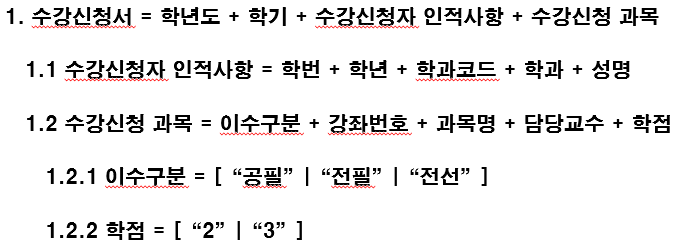 1. 수강신청서 = 학년도 + 학기 + 수강신청자 인적사항 + 수강신청 과목
1.1 수강신청자 인적사항 = 학번 + 학년 + 학과코드 + 학과 + 성명
1.2 수강신청 과목 = 이수구분 + 강좌번호 + 과목명 + 담당교수 + 학점
1.2.1 이수구분 = [ “공필” | “전필” | “전선” ]
1.2.2 학점 = [ “2” | “3” ]